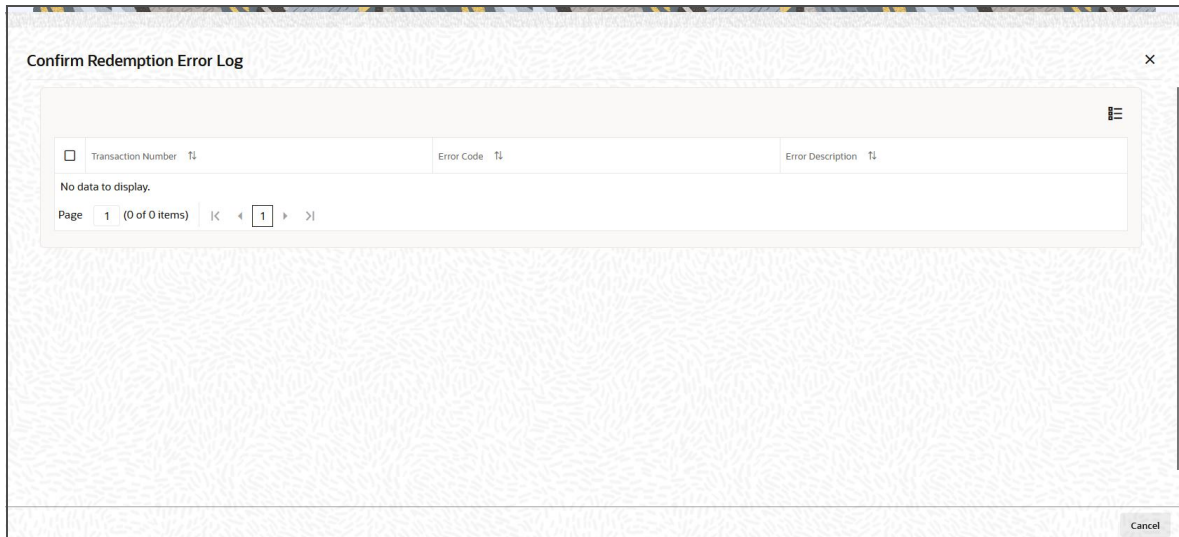 Confirm Redemption Error Log
Transaction Number Error Code Error Description
No data to display.
Page 1 (0 of 0 items) 1
Cancel